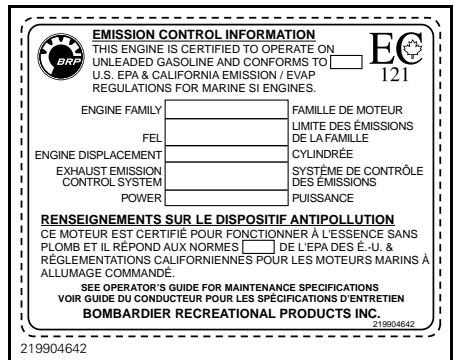 EMISSION CONTROL INFORMATION
THIS ENGINE IS CERTIFIED TO OPERATE ON
UNLEADED GASOLINE AND CONFORMS TO
U.S. EPA & CALIFORNIA EMISSION / EVAP
REGULATIONS FOR MARINE SI ENGINES.
BRP
EC
121
ENGINE FAMILY FAMILLE DE MOTEUR
FEL LIMITE DES ÉMISSIONS
DE LA FAMILLE
ENGINE DISPLACEMENT CYLINDRÉE
EXHAUST EMISSION SYSTÈME DE CONTRÔLE
CONTROL SYSTEM DES ÉMISSIONS
POWER PUISSANCE
RENSEIGNEMENTS SUR LE DISPOSITIF ANTIPOLLUTION
CE MOTEUR EST CERTIFIÉ POUR FONCTIONNER À L'ESSENCE SANS
PLOMB ET IL RÉPOND AUX NORMES DE L'EPA DES É.-U. &
RÉGLEMENTATIONS CALIFORNIENNES POUR LES MOTEURS MARINS À
ALLUMAGE COMMANDÉ.
SEE OPERATOR'S GUIDE FOR MAINTENANCE SPECIFICATIONS
VOIR GUIDE DU CONDUCTEUR POUR LES SPÉCIFICATIONS D'ENTRETIEN
BOMBARDIER RECREATIONAL PRODUCTS INC.
219904642
219904642